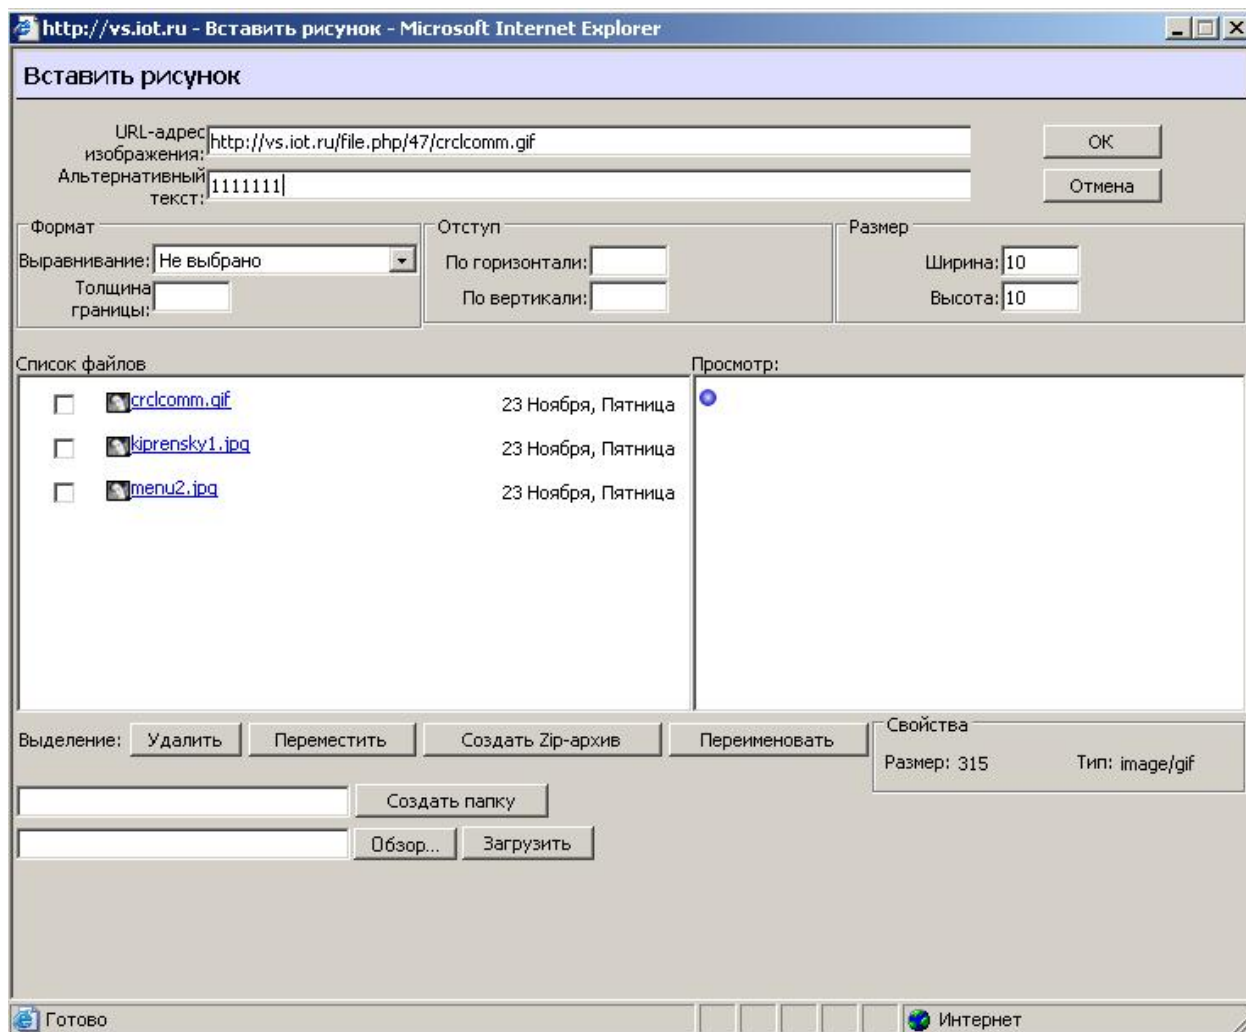 http://vs.iot.ru - Вставить рисунок - Microsoft Internet Explorer
Вставить рисунок
URL-адрес изображения: http://vs.iot.ru/file.php/47/crclcomm.gif OK
Альтернативный текст: 1111111 Отмена
Формат Отступ Размер
Выравнивание: Не выбрано По горизонтали: Ширина: 10
Толщина границы: По вертикали: Высота: 10
Список файлов Просмотр:
crclcomm.gif 23 Ноября, Пятница
kiprensky1.jpg 23 Ноября, Пятница
menu2.jpg 23 Ноября, Пятница
Выделение: Удалить Переместить Создать Zip-архив Переименовать Свойства
Размер: 315 Тип: image/gif
Создать папку
Обзор... Загрузить
Готово Интернет